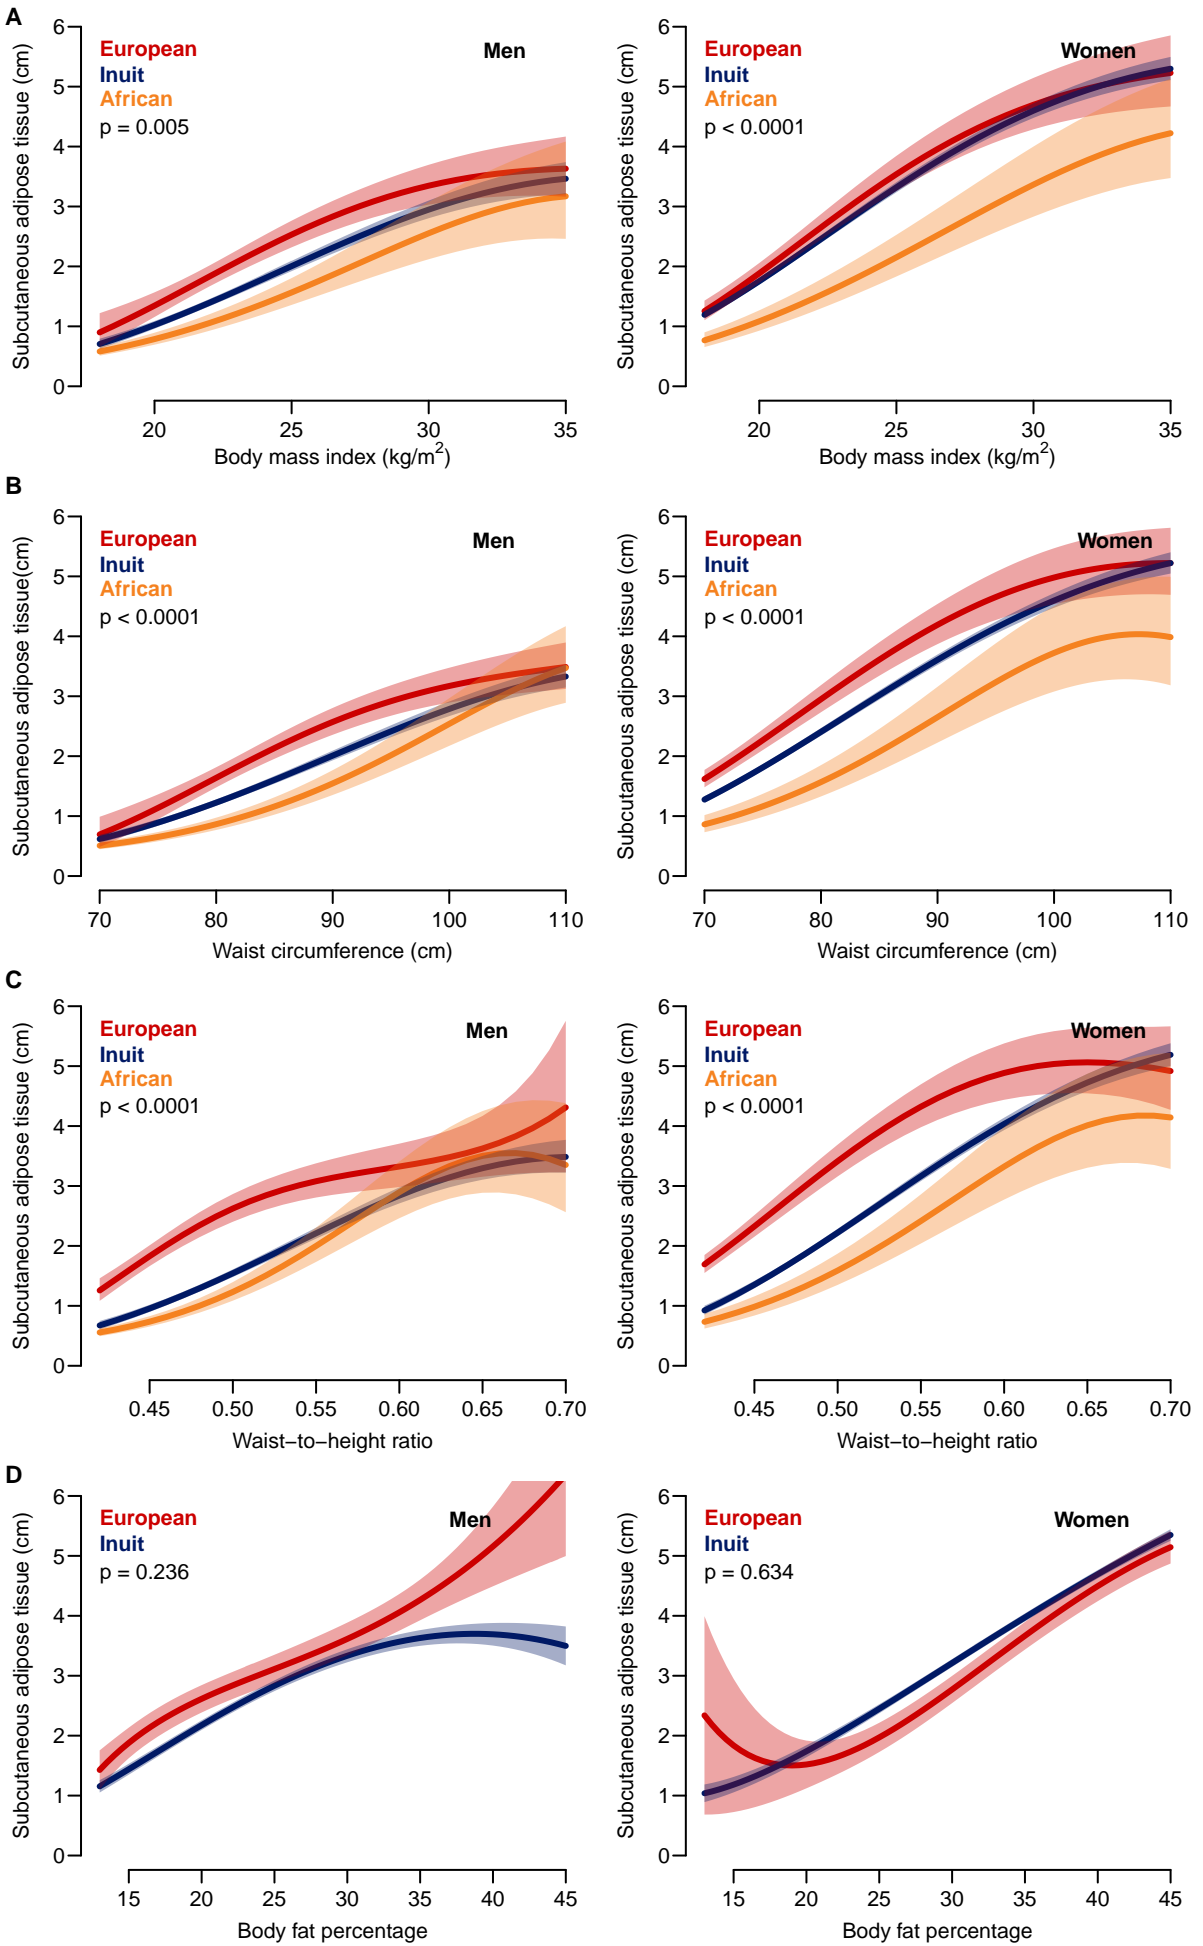 A
Subcutaneous adipose tissue (cm)
6
5
4
3
2
1
0
European
Inuit
African
p = 0.005
Men
20 25 30 35
Body mass index (kg/m2)
Subcutaneous adipose tissue (cm)
6
5
4
3
2
1
0
European
Inuit
African
p < 0.0001
Women
20 25 30 35
Body mass index (kg/m2)
B
Subcutaneous adipose tissue(cm)
6
5
4
3
2
1
0
European
Inuit
African
p < 0.0001
Men
70 80 90 100 110
Waist circumference (cm)
Subcutaneous adipose tissue (cm)
6
5
4
3
2
1
0
European
Inuit
African
p < 0.0001
Women
70 80 90 100 110
Waist circumference (cm)
C
Subcutaneous adipose tissue (cm)
6
5
4
3
2
1
0
European
Inuit
African
p < 0.0001
Men
0.45 0.50 0.55 0.60 0.65 0.70
Waist−to−height ratio
Subcutaneous adipose tissue (cm)
6
5
4
3
2
1
0
European
Inuit
African
p < 0.0001
Women
0.45 0.50 0.55 0.60 0.65 0.70
Waist−to−height ratio
D
Subcutaneous adipose tissue (cm)
6
5
4
3
2
1
0
European
Inuit
p = 0.236
Men
15 20 25 30 35 40 45
Body fat percentage
Subcutaneous adipose tissue (cm)
6
5
4
3
2
1
0
European
Inuit
p = 0.634
Women
15 20 25 30 35 40 45
Body fat percentage